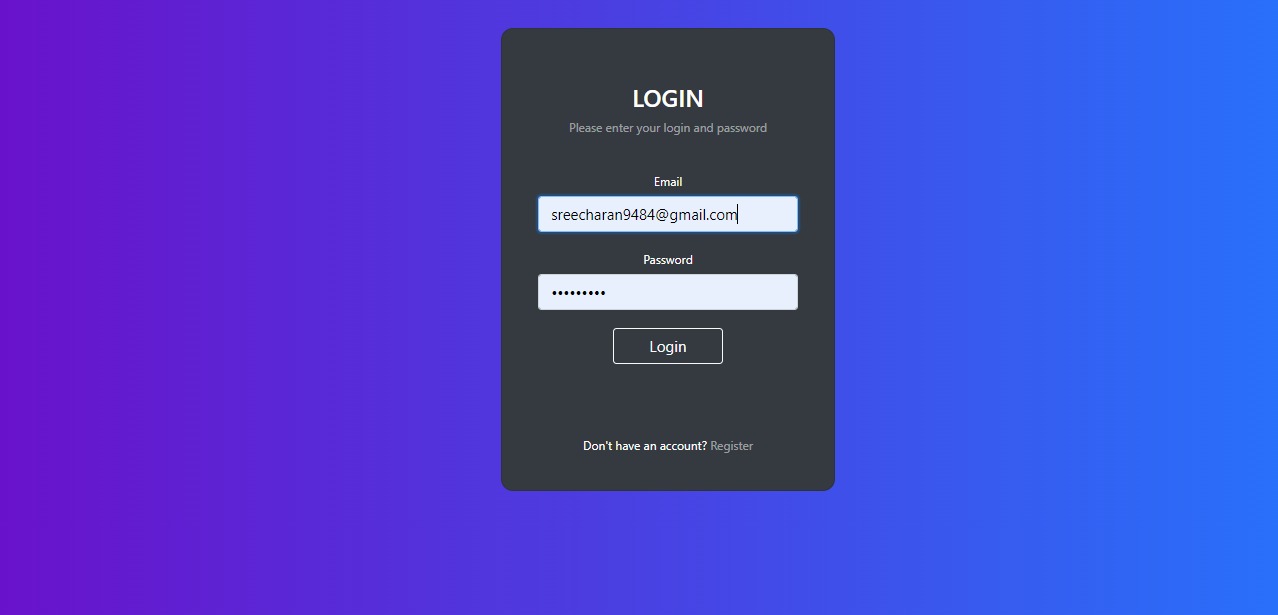 LOGIN
Please enter your login and password
Email
sreecharan9484@gmail.com
Password
•••••••••
Login
Don't have an account? Register